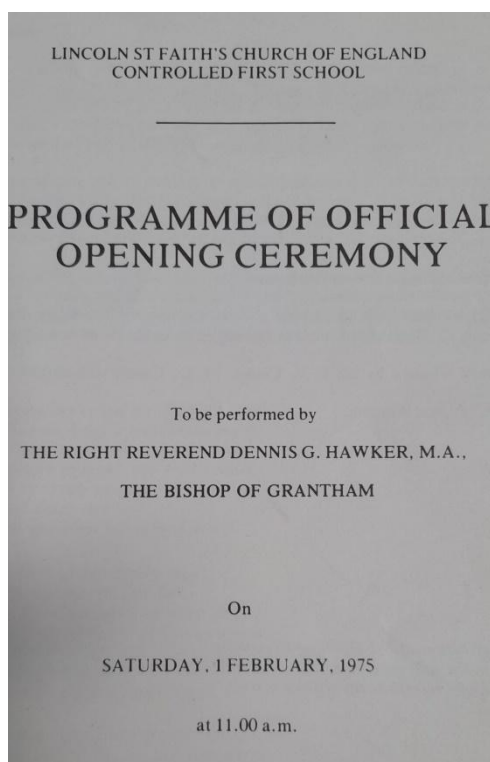 LINCOLN ST FAITH'S CHURCH OF ENGLAND
CONTROLLED FIRST SCHOOL
PROGRAMME OF OFFICIAL
OPENING CEREMONY
To be performed by
THE RIGHT REVEREND DENNIS G. HAWKER, M.A.,
THE BISHOP OF GRANTHAM
On
SATURDAY, 1 FEBRUARY, 1975
at 11.00 a.m.